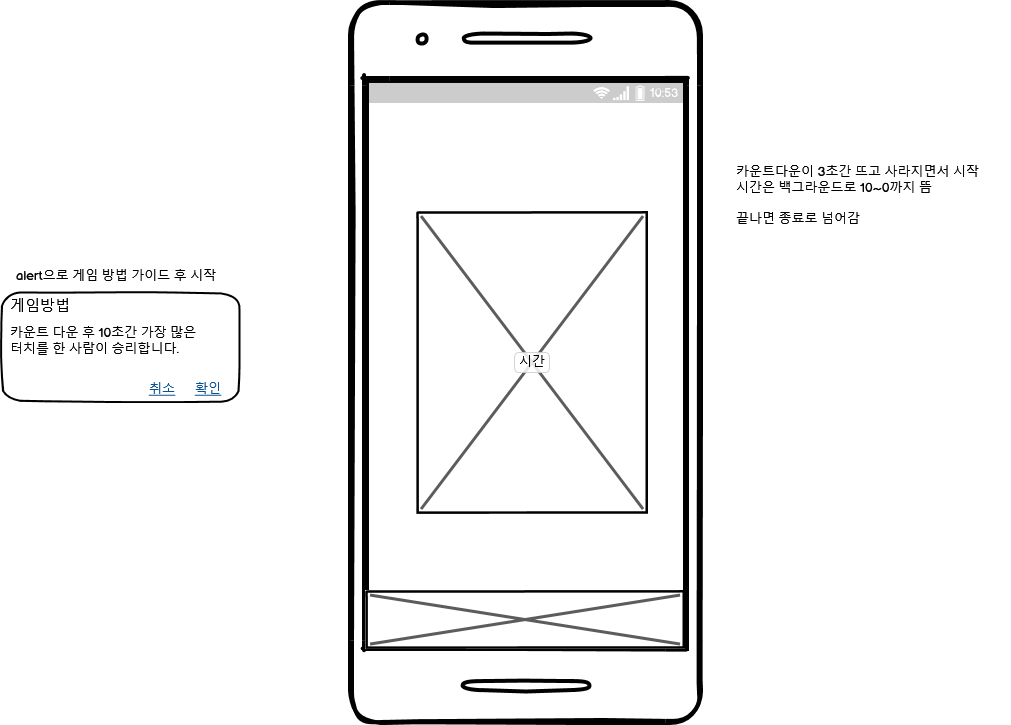 10:53
카운트다운이 3초간 뜨고 사라지면서 시작
시간은 백그라운드로 10~0까지 뜸
끝나면 종료로 넘어감
alert으로 게임 방법 가이드 후 시작
게임방법
카운트 다운 후 10초간 가장 많은
터치를 한 사람이 승리합니다.
취소 확인
시간